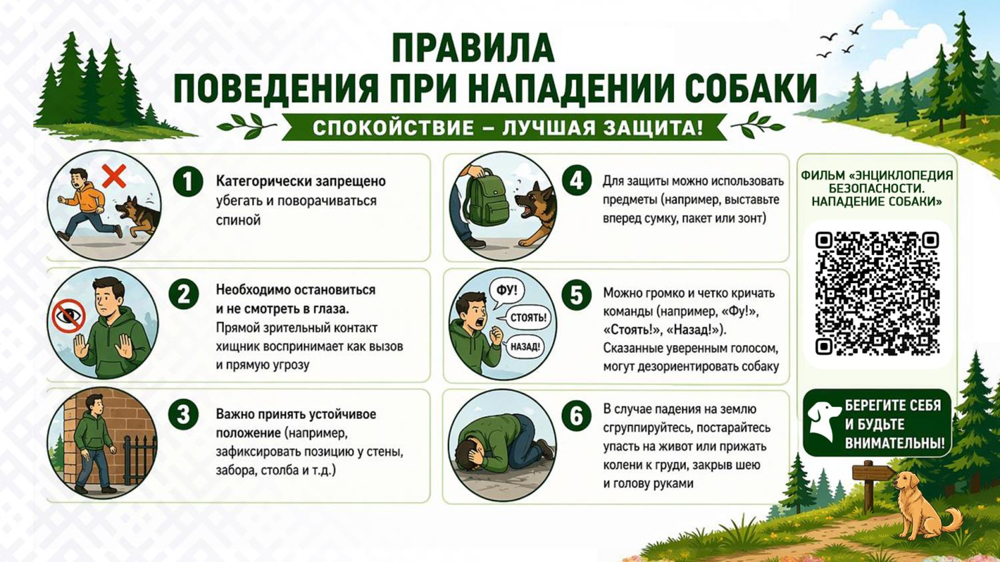 ПРАВИЛА
ПОВЕДЕНИЯ ПРИ НАПАДЕНИИ СОБАКИ
СПОКОЙСТВИЕ – ЛУЧШАЯ ЗАЩИТА!
1
Категорически запрещено
убегать и поворачиваться
спиной
2
Необходимо остановиться
и не смотреть в глаза.
Прямой зрительный контакт
хищник воспринимает как вызов
и прямую угрозу
3
Важно принять устойчивое
положение (например,
зафиксировать позицию у стены,
забора, столба и т.д.)
4
Для защиты можно использовать
предметы (например, выставьте
вперед сумку, пакет или зонт)
ФУ!
СТОЯТЬ!
НАЗАД!
5
Можно громко и четко кричать
команды (например, «Фу!»,
«Стоять!», «Назад!»).
Сказанные уверенным голосом,
могут дезориентировать собаку
6
В случае падения на землю
сгруппируйтесь, постарайтесь
упасть на живот или прижать
колени к груди, закрыв шею
и голову руками
ФИЛЬМ «ЭНЦИКЛОПЕДИЯ
БЕЗОПАСНОСТИ.
НАПАДЕНИЕ СОБАКИ»
БЕРЕГИТЕ СЕБЯ
И БУДЬТЕ
ВНИМАТЕЛЬНЫ!